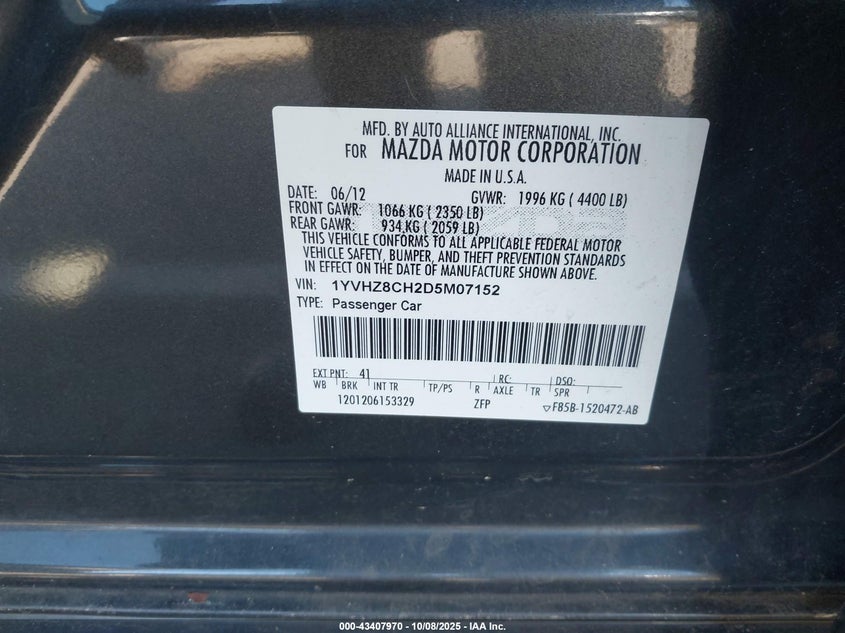 MFD. BY AUTO ALLIANCE INTERNATIONAL, INC.
FOR MAZDA MOTOR CORPORATION
MADE IN U.S.A.
DATE: 06/12 GVWR: 1996 KG ( 4400 LB)
FRONT GAWR: 1066 KG ( 2350 LB)
REAR GAWR: 934 KG ( 2059 LB)
THIS VEHICLE CONFORMS TO ALL APPLICABLE FEDERAL MOTOR
VEHICLE SAFETY, BUMPER, AND THEFT PREVENTION STANDARDS
IN EFFECT ON THE DATE OF MANUFACTURE SHOWN ABOVE.
VIN: 1YVHZ8CH2D5M07152
TYPE: Passenger Car
EXT PNT: 41 RC: DSO:
WB BRK INT TR TP/PS R AXLE TR SPR
1201206153329 ZFP FB5B-1520472-AB
000-43407970 - 10/08/2025 - IAA Inc.